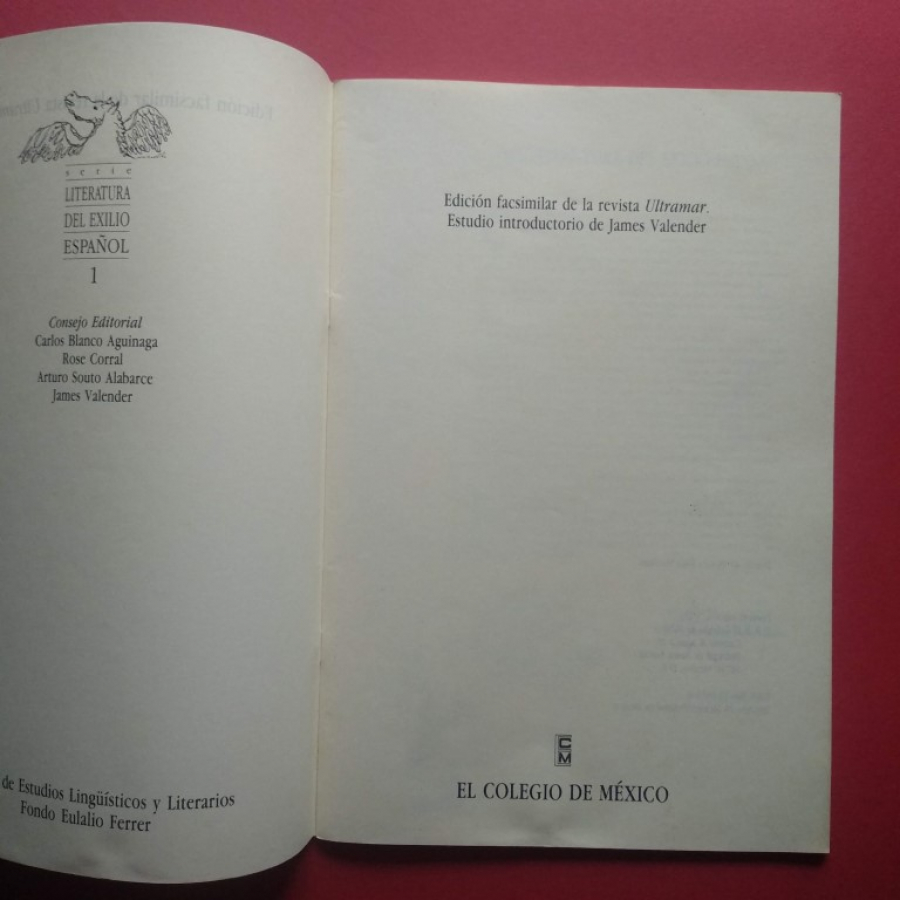 serie
LITERATURA
DEL EXILIO
ESPAÑOL
1
Consejo Editorial
Carlos Blanco Aguinaga
Rose Corral
Arturo Souto Alabarce
James Valender
de Estudios Lingüísticos y Literarios
Fondo Eulalio Ferrer
Edición facsimilar de la revista Ultramar.
Estudio introductorio de James Valender
CM
EL COLEGIO DE MÉXICO